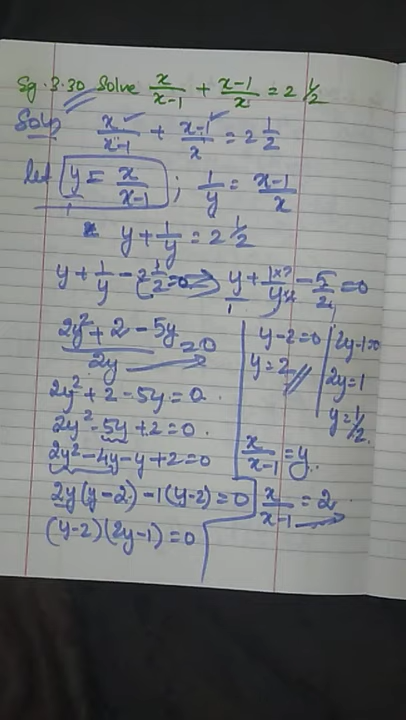 Sg. 3.30 Solve x/(x-1) + (x-1)/x = 2 1/2
Soln x/(x-1) + (x-1)/x = 2 1/2
let y = x/(x-1) ; 1/y = (x-1)/x
y + 1/y = 2 1/2
y + 1/y - 2 1/2 = 0 ⇒ y/1 + 1×2/y×2 - 5/2 = 0
(2y² + 2 - 5y)/2y = 0
2y² + 2 - 5y = 0
2y² - 5y + 2 = 0
2y² - 4y - y + 2 = 0
2y(y-2) - 1(y-2) = 0
(y-2)(2y-1) = 0
y-2=0
y=2
2y-1=0
2y=1
y=1/2
x/(x-1) = y
x/(x-1) = 2